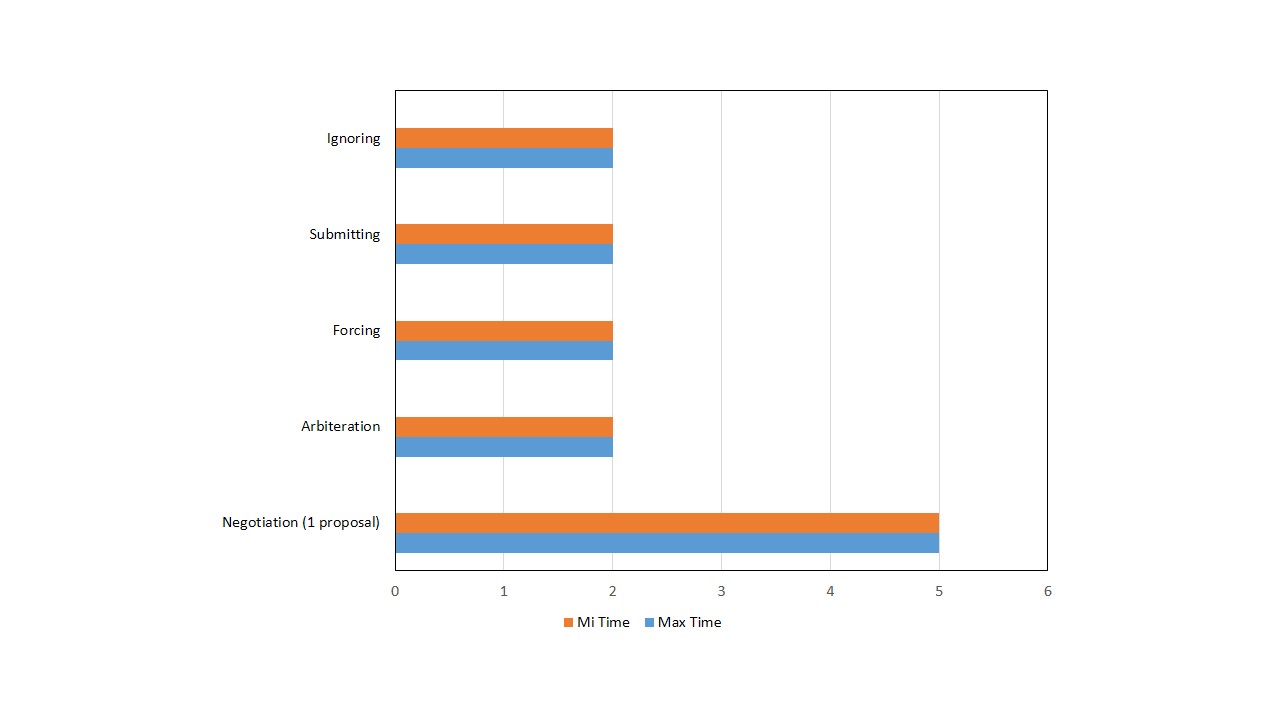 Ignoring
Submitting
Forcing
Arbiteration
Negotiation (1 proposal)
0 1 2 3 4 5 6
Mi Time Max Time